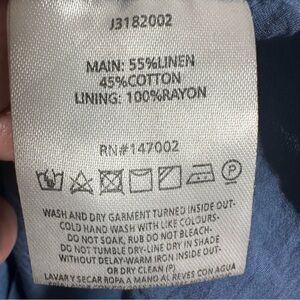 J3182002
MAIN: 55%LINEN
45%COTTON
LINING: 100%RAYON
RN#147002
P
WASH AND DRY GARMENT TURNED INSIDE OUT-
COLD HAND WASH WITH LIKE COLOURS-
DO NOT SOAK, RUB DO NOT BLEACH-
DO NOT TUMBLE DRY-LINE DRY IN SHADE
WITHOUT DELAY-WARM IRON INSIDE OUT
OR DRY CLEAN (P)
LAVAR Y SECAR ROPA A MANO AL REVES CON AGUA